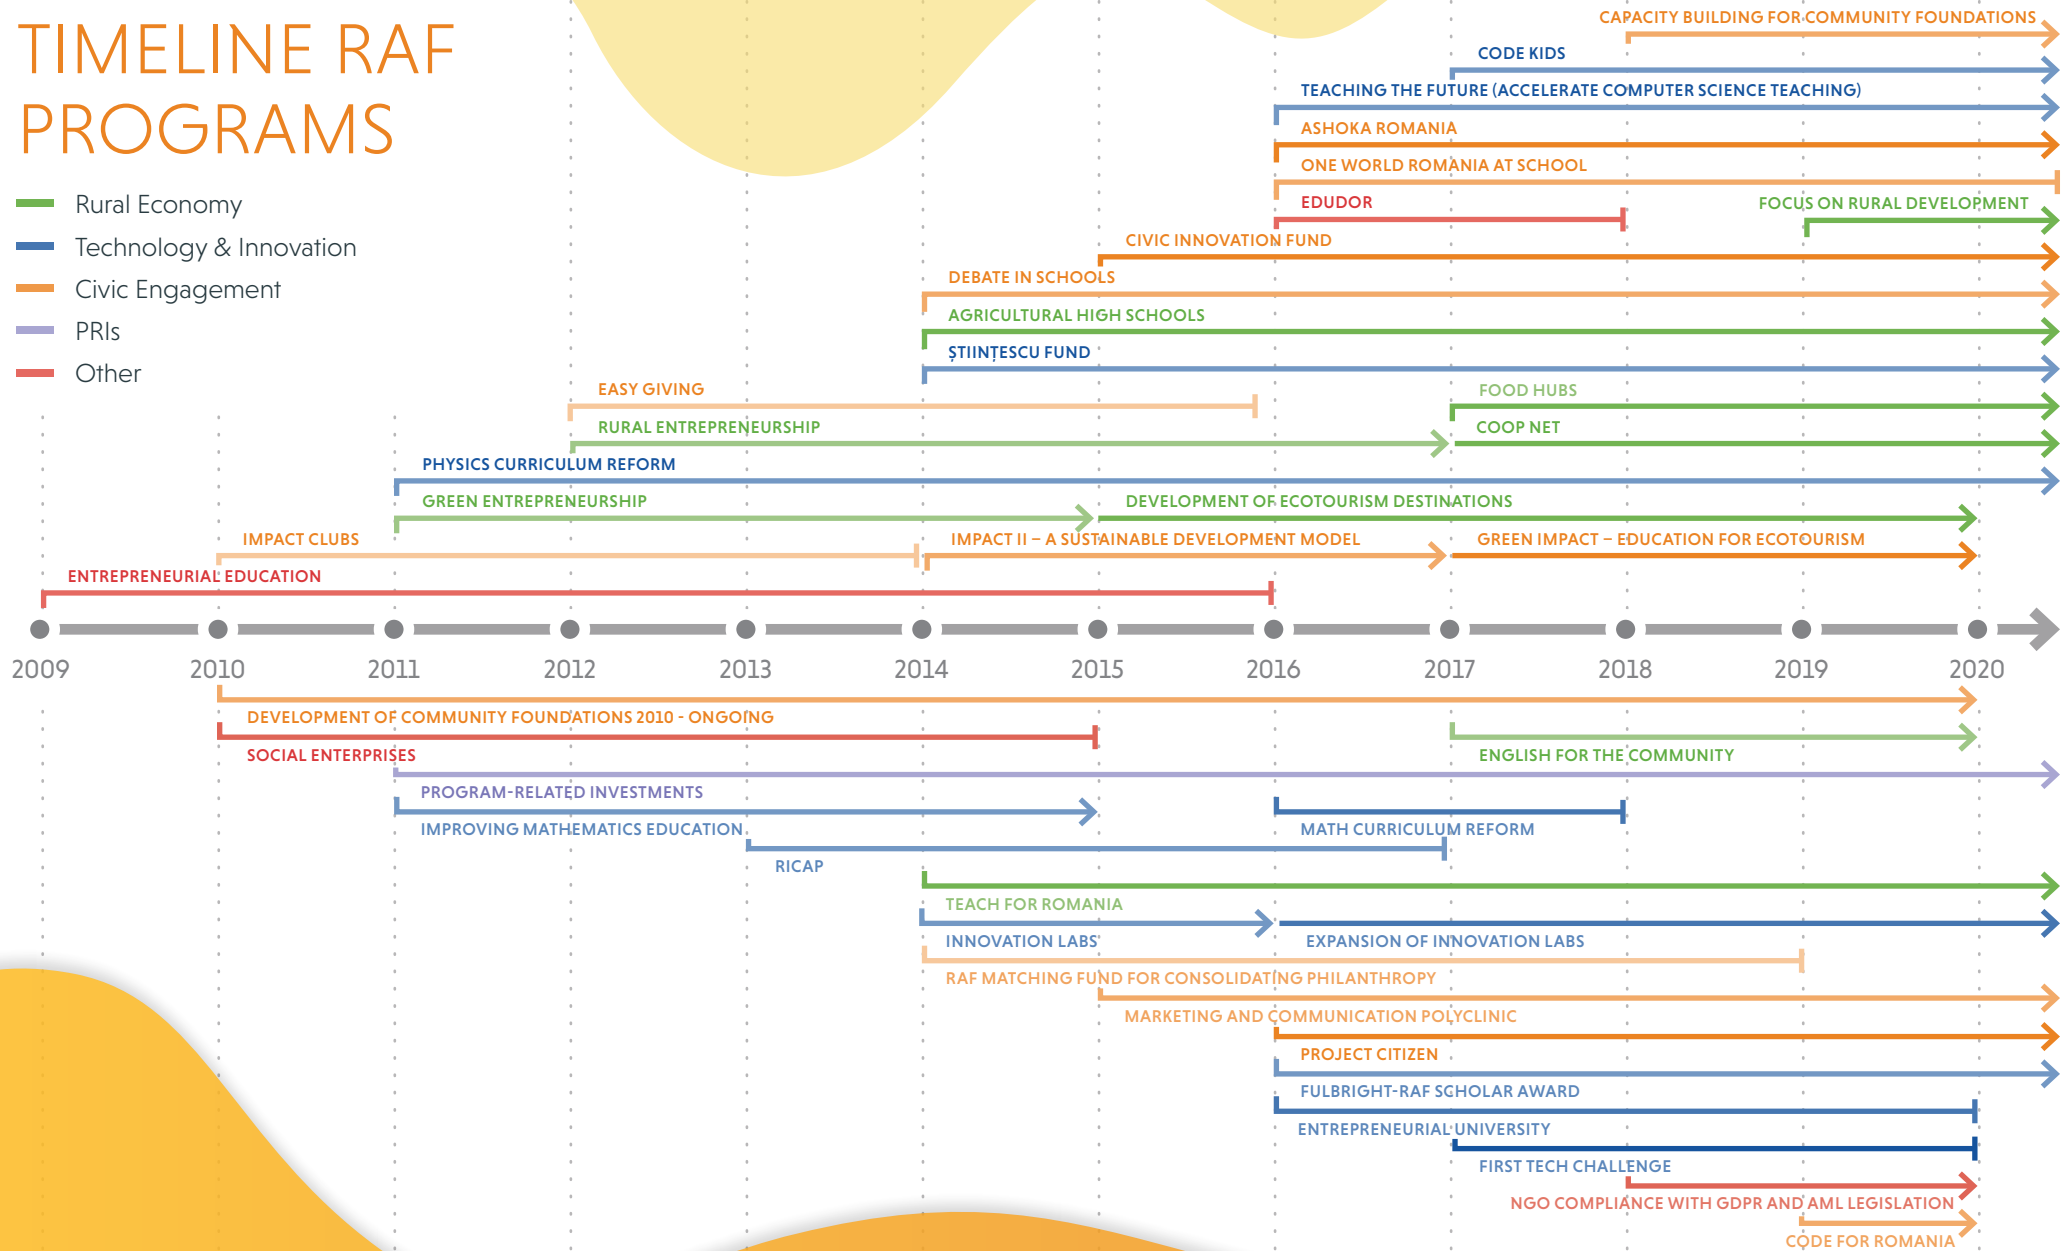 TIMELINE RAF
PROGRAMS
Rural Economy
Technology & Innovation
Civic Engagement
PRIs
Other
CAPACITY BUILDING FOR COMMUNITY FOUNDATIONS
CODE KIDS
TEACHING THE FUTURE (ACCELERATE COMPUTER SCIENCE TEACHING)
ASHOKA ROMANIA
ONE WORLD ROMANIA AT SCHOOL
EDUDOR
FOCUS ON RURAL DEVELOPMENT
CIVIC INNOVATION FUND
DEBATE IN SCHOOLS
AGRICULTURAL HIGH SCHOOLS
ȘTIINȚESCU FUND
EASY GIVING
FOOD HUBS
RURAL ENTREPRENEURSHIP
COOP NET
PHYSICS CURRICULUM REFORM
GREEN ENTREPRENEURSHIP
DEVELOPMENT OF ECOTOURISM DESTINATIONS
IMPACT CLUBS
IMPACT II – A SUSTAINABLE DEVELOPMENT MODEL
GREEN IMPACT – EDUCATION FOR ECOTOURISM
ENTREPRENEURIAL EDUCATION
2009 2010 2011 2012 2013 2014 2015 2016 2017 2018 2019 2020
DEVELOPMENT OF COMMUNITY FOUNDATIONS 2010 - ONGOING
SOCIAL ENTERPRISES
ENGLISH FOR THE COMMUNITY
PROGRAM-RELATED INVESTMENTS
IMPROVING MATHEMATICS EDUCATION
MATH CURRICULUM REFORM
RICAP
TEACH FOR ROMANIA
INNOVATION LABS
EXPANSION OF INNOVATION LABS
RAF MATCHING FUND FOR CONSOLIDATING PHILANTHROPY
MARKETING AND COMMUNICATION POLYCLINIC
PROJECT CITIZEN
FULBRIGHT-RAF SCHOLAR AWARD
ENTREPRENEURIAL UNIVERSITY
FIRST TECH CHALLENGE
NGO COMPLIANCE WITH GDPR AND AML LEGISLATION
CODE FOR ROMANIA